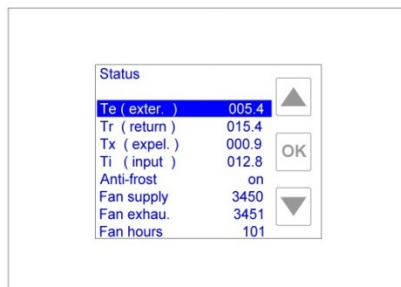 Status
Te ( exter. ) 005.4
Tr ( return ) 015.4
Tx ( expel. ) 000.9
Ti ( input ) 012.8
OK
Anti-frost on
Fan supply 3450
Fan exhau. 3451
Fan hours 101